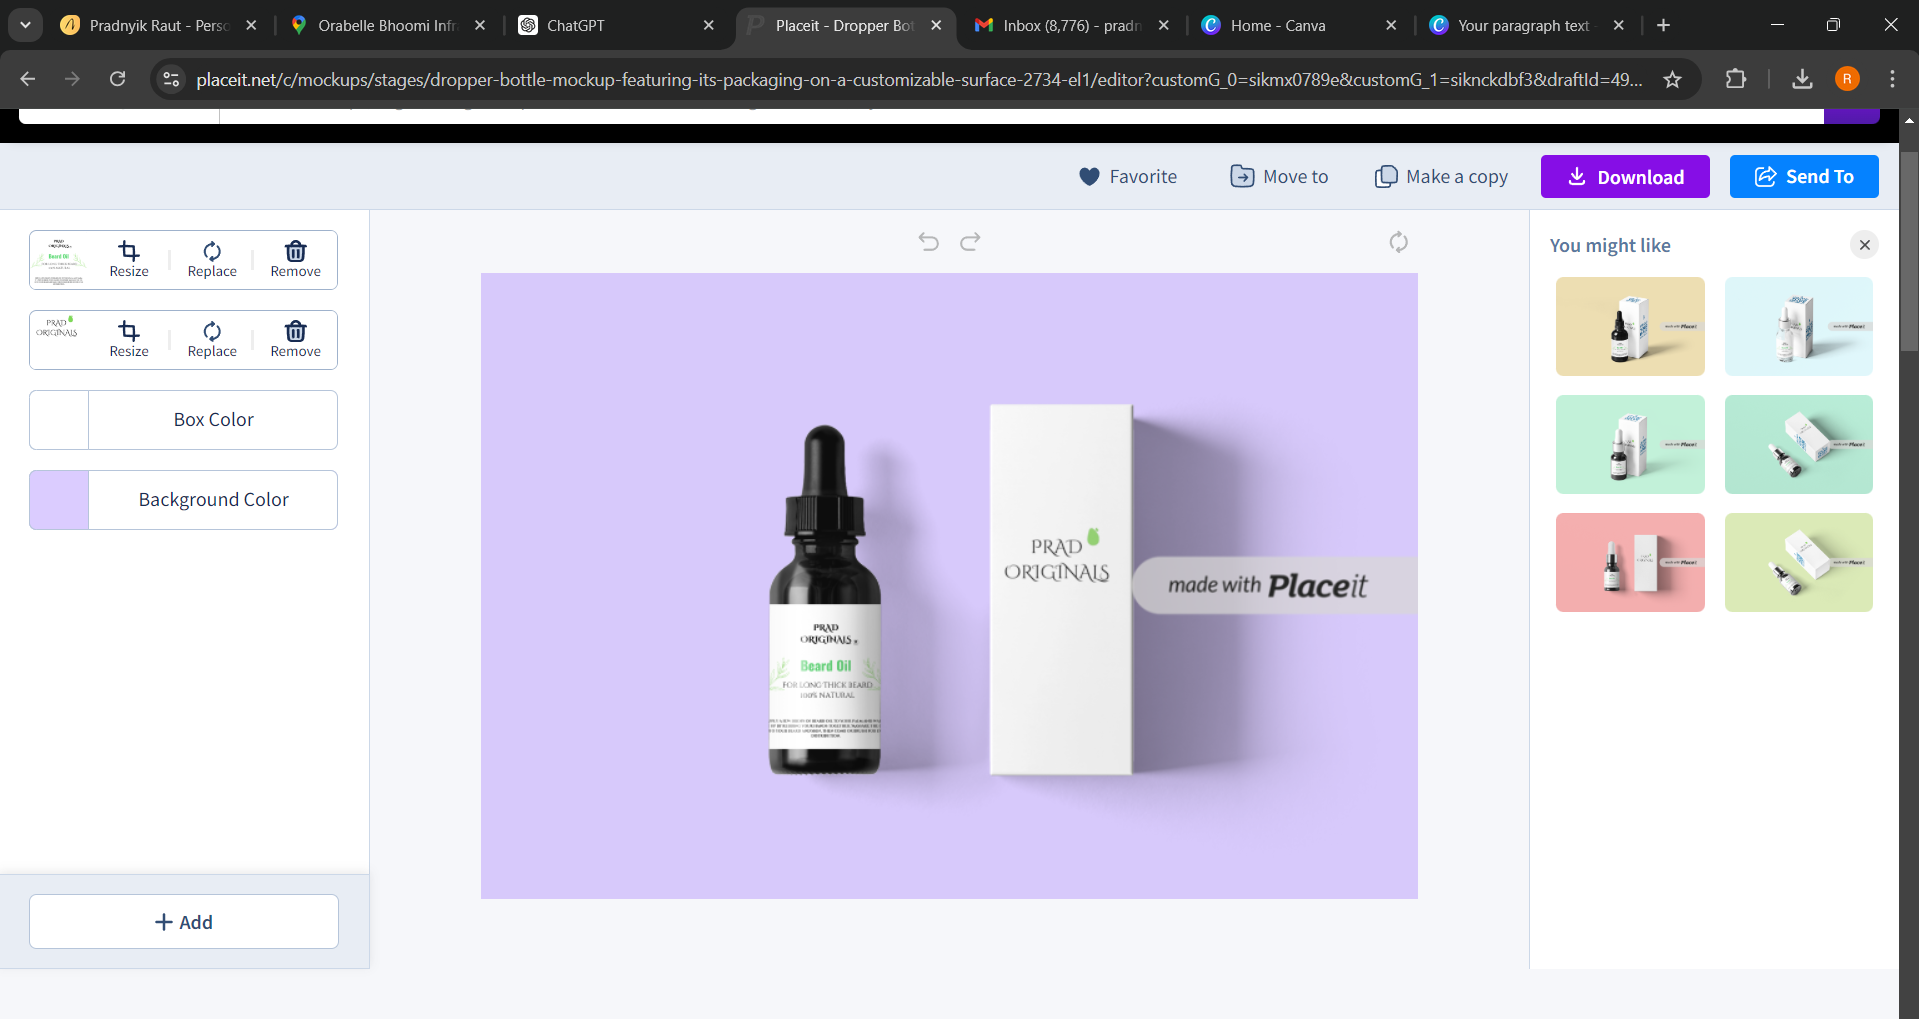 Pradnyik Raut - Perso
Orabelle Bhoomi Infr
ChatGPT
Placeit - Dropper Bot
Inbox (8,776) - pradn
Home - Canva
Your paragraph text -
placeit.net/c/mockups/stages/dropper-bottle-mockup-featuring-its-packaging-on-a-customizable-surface-2734-el1/editor?customG_0=sikmx0789e&customG_1=siknckdbf3&draftId=49...
R
Favorite
Move to
Make a copy
Download
Send To
Resize
Replace
Remove
PRAD
ORIGINALS
Resize
Replace
Remove
Box Color
Background Color
Add
PRAD
ORIGINALS
made with Placeit
PRAD
ORIGINALS
Beard Oil
FOR LONG THICK BEARD
100% NATURAL
You might like